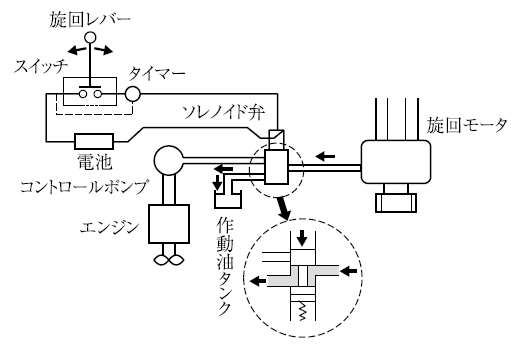 旋回レバー
スイッチ
タイマー
ソレノイド弁
旋回モータ
電池
コントロールポンプ
エンジン
作動油タンク